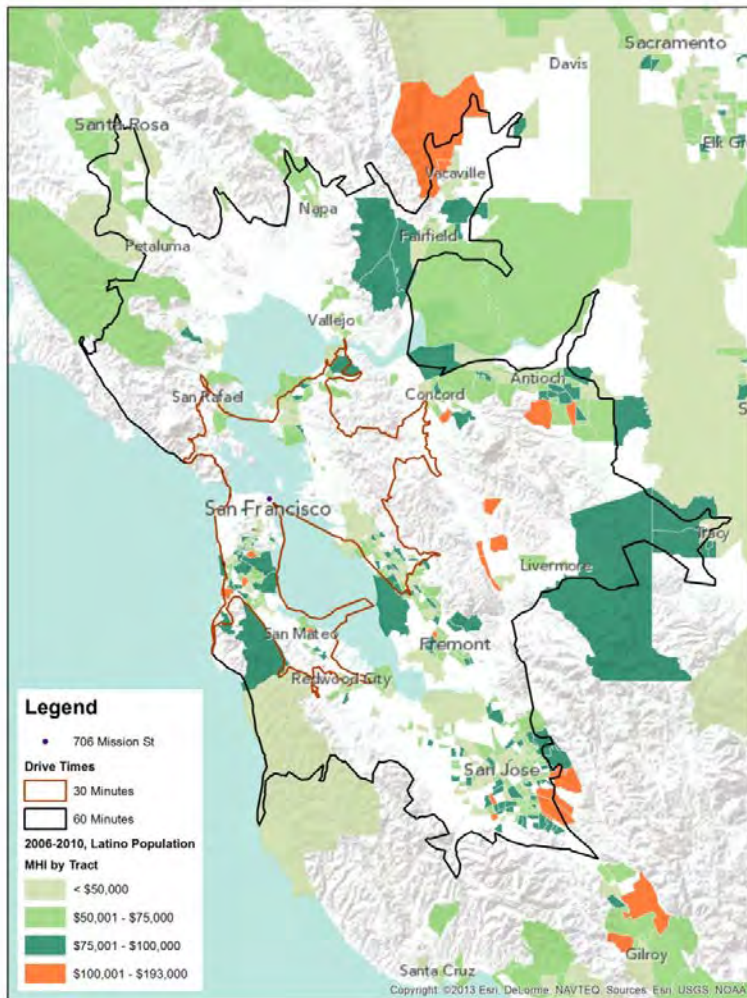 Sacramento
Davis
Elk Gr
Santa Rosa
Vacaville
Napa
Fairfield
Petaluma
Vallejo
San Rafael
Concord
Antioch
S
San Francisco
Tracy
Livermore
San Mateo
Fremont
Redwood City
San Jose
Gilroy
Santa Cruz
Legend
706 Mission St
Drive Times
30 Minutes
60 Minutes
2006-2010, Latino Population
MHI by Tract
< $50,000
$50,001 - $75,000
$75,001 - $100,000
$100,001 - $193,000
Copyright: ©2013 Esri, DeLorme, NAVTEQ, Sources: Esri, USGS, NOAA